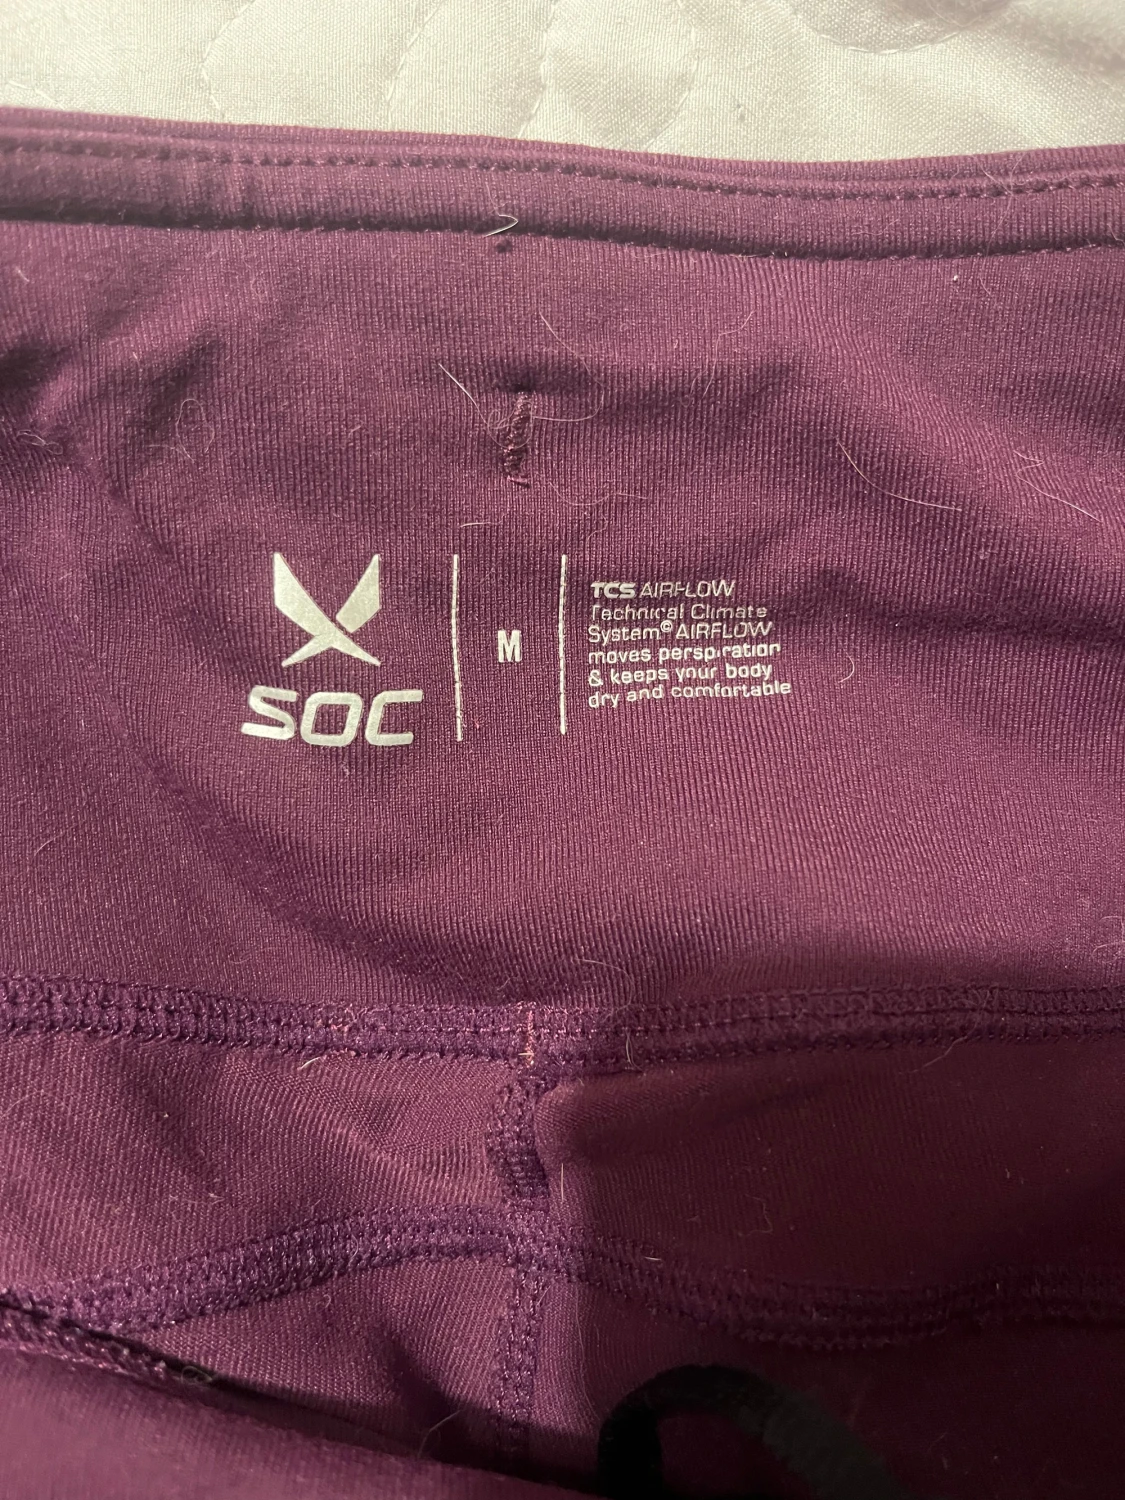 SOC
M
TCS AIRFLOW
Technical Climate
System© AIRFLOW
moves perspiration
& keeps your body
dry and comfortable